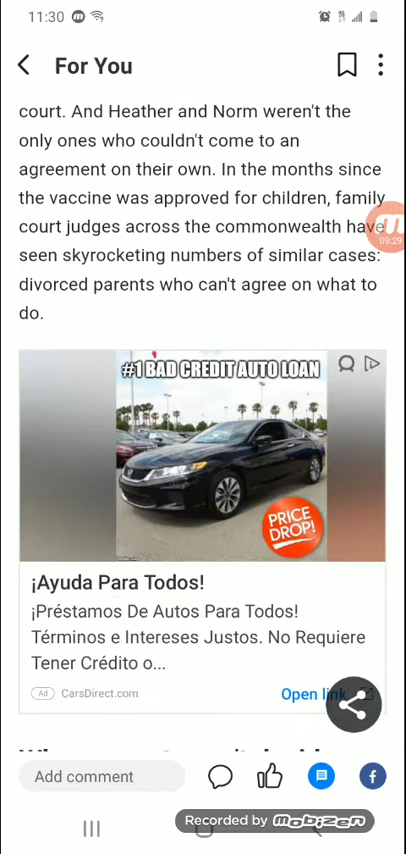 11:30
For You
court. And Heather and Norm weren't the
only ones who couldn't come to an
agreement on their own. In the months since
the vaccine was approved for children, family
court judges across the commonwealth have
seen skyrocketing numbers of similar cases:
divorced parents who can't agree on what to
do.
09:29
#1 BAD CREDIT AUTO LOAN
PRICE
DROP!
¡Ayuda Para Todos!
¡Préstamos De Autos Para Todos!
Términos e Intereses Justos. No Requiere
Tener Crédito o...
Ad CarsDirect.com
Open link
Add comment
Recorded by mobizen